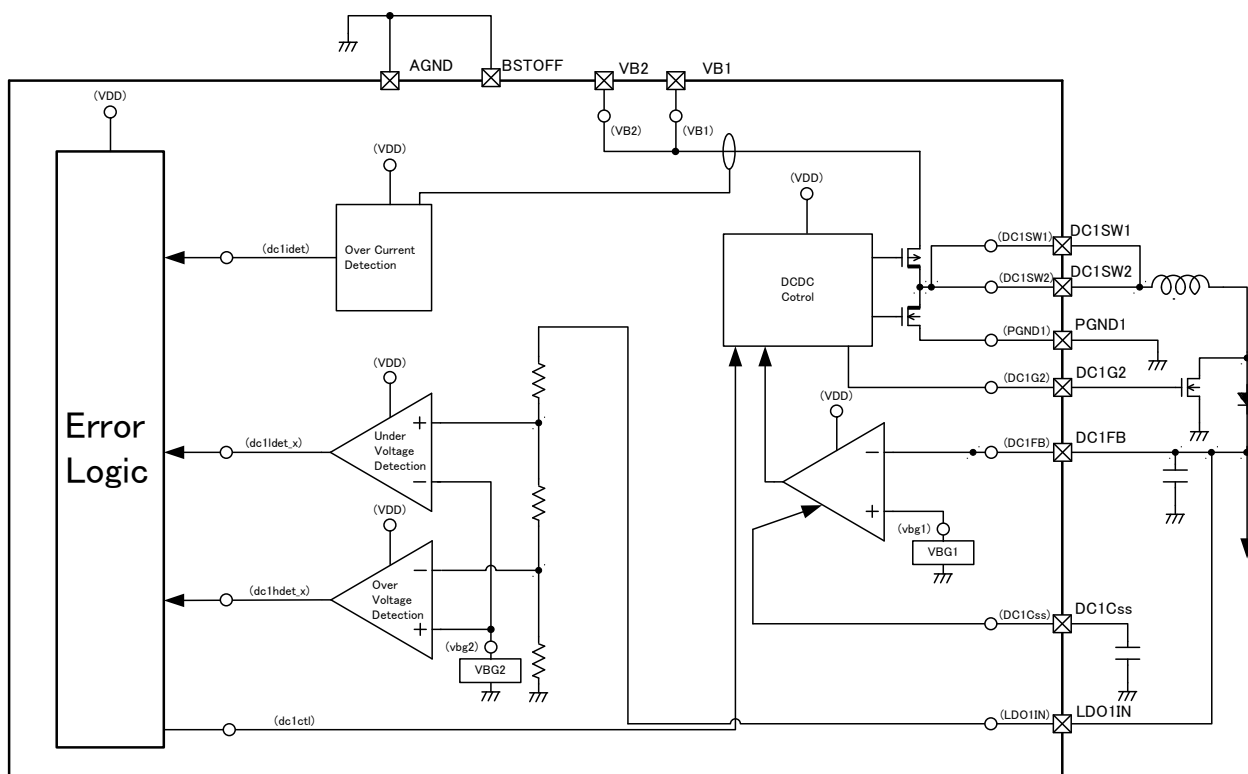 AGND
BSTOFF
VB2
VB1
(VDD)
(VB2)
(VB1)
(VDD)
(VDD)
Over Current
Detection
(dc1idet)
DCDC
Cotrol
(DC1SW1)
DC1SW1
(DC1SW2)
DC1SW2
(PGND1)
PGND1
(DC1G2)
DC1G2
(VDD)
(VDD)
Error
Logic
(dc1ldet_x)
Under
Voltage
Detection
+
−
(DC1FB)
DC1FB
−
+
(vbg1)
VBG1
(VDD)
(dc1hdet_x)
Over
Voltage
Detection
−
+
(vbg2)
VBG2
(DC1Css)
DC1Css
(dc1ctl)
(LDO1IN)
LDO1IN